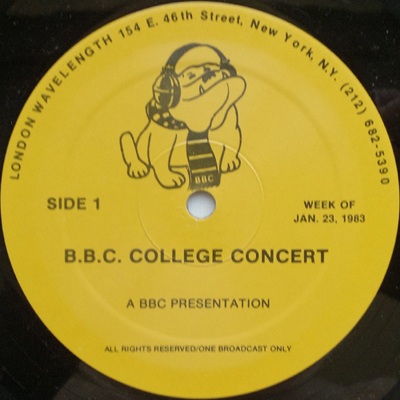 LONDON WAVELENGTH 154 E. 46th Street, New York, N.Y. (212) 682-5390
BBC
SIDE 1
WEEK OF
JAN. 23, 1983
B.B.C. COLLEGE CONCERT
A BBC PRESENTATION
ALL RIGHTS RESERVED/ONE BROADCAST ONLY